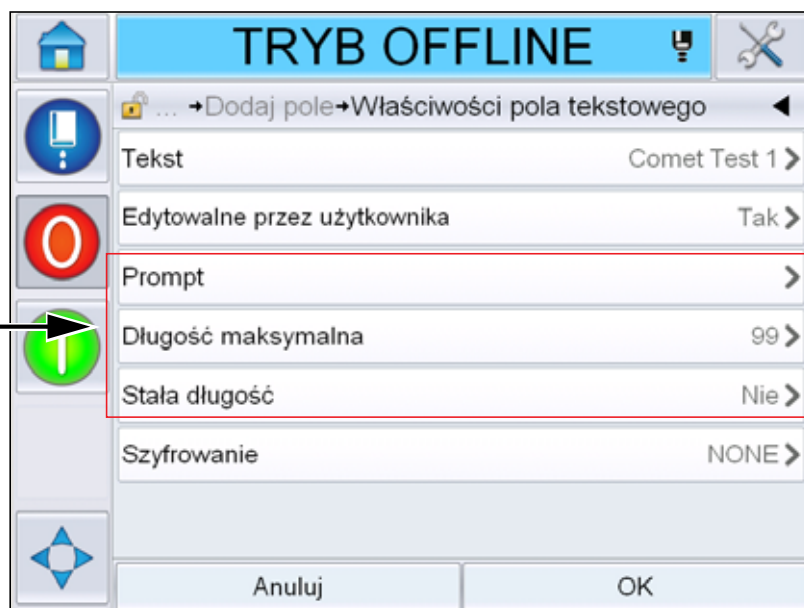 TRYB OFFLINE
... →Dodaj pole→Właściwości pola tekstowego
Tekst Comet Test 1
Edytowalne przez użytkownika Tak
Prompt
Długość maksymalna 99
Stała długość Nie
Szyfrowanie NONE
Anuluj OK